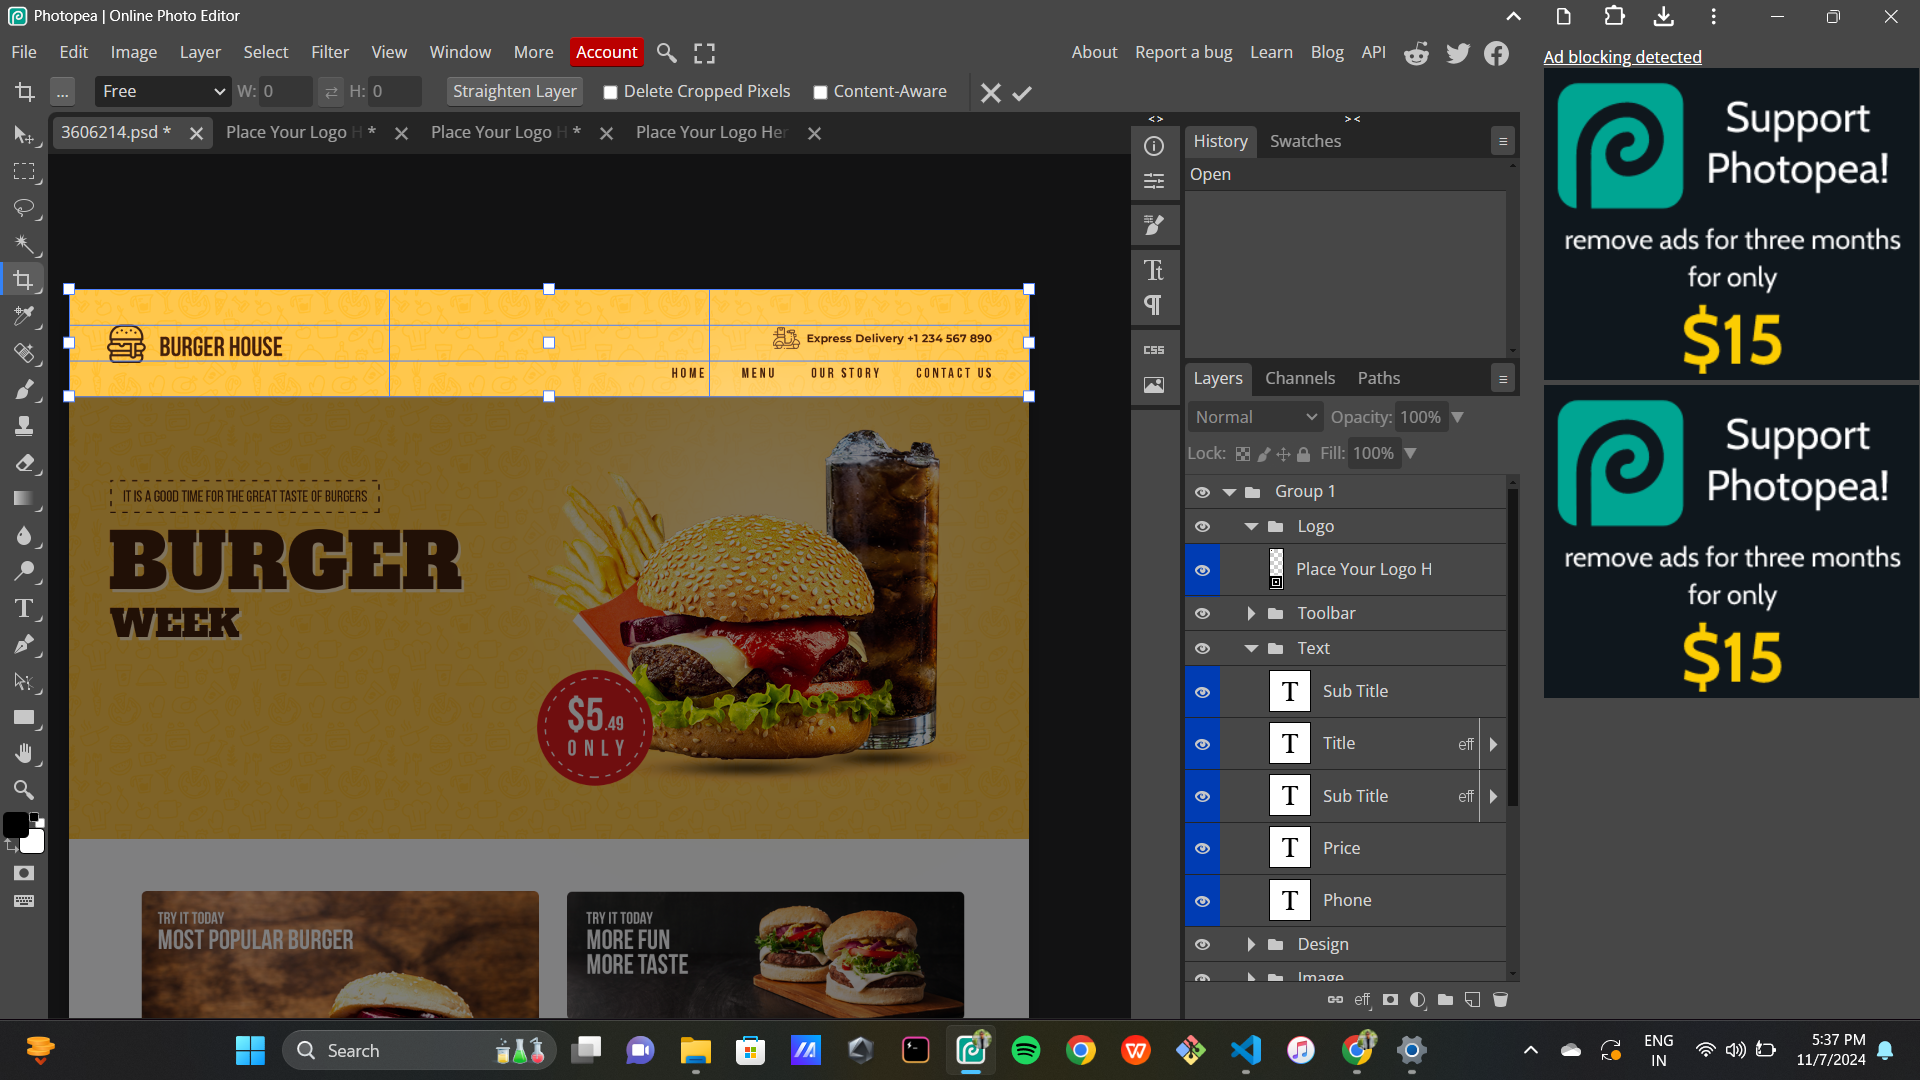 Photopea | Online Photo Editor
File Edit Image Layer Select Filter View Window More Account
About Report a bug Learn Blog API
Ad blocking detected
... Free W: 0 H: 0 Straighten Layer Delete Cropped Pixels Content-Aware
3606214.psd * Place Your Logo H * Place Your Logo H * Place Your Logo Her
BURGER HOUSE
Express Delivery +1 234 567 890
HOME MENU OUR STORY CONTACT US
IT IS A GOOD TIME FOR THE GREAT TASTE OF BURGERS
BURGER
WEEK
$5.49
ONLY
TRY IT TODAY
MOST POPULAR BURGER
TRY IT TODAY
MORE FUN
MORE TASTE
<> ><
History Swatches
Open
CSS
Layers Channels Paths
Normal Opacity: 100%
Lock: Fill: 100%
Group 1
Logo
Place Your Logo H
Toolbar
Text
T Sub Title
T Title eff
T Sub Title eff
T Price
T Phone
Design
Image
eff
Support
Photopea!
remove ads for three months
for only
$15
Support
Photopea!
remove ads for three months
for only
$15
Search
ENG
IN
5:37 PM
11/7/2024